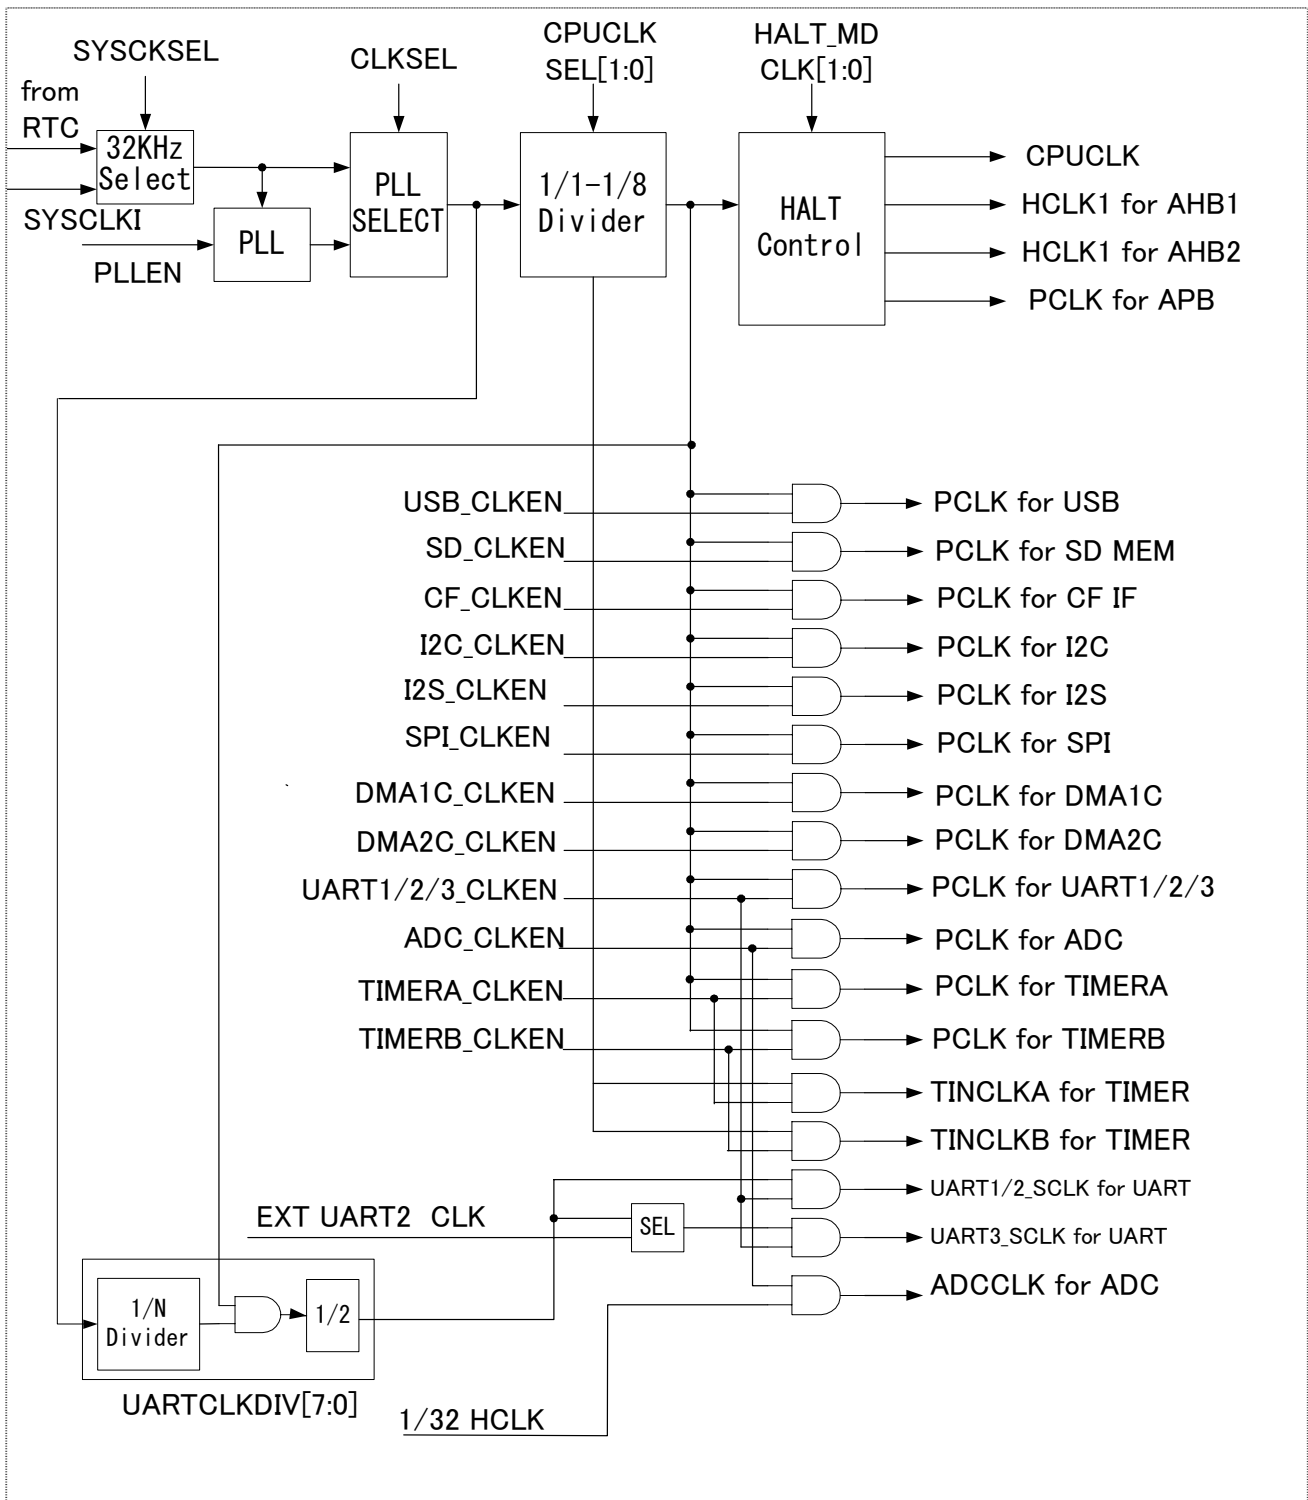 SYSCKSEL
CLKSEL
CPUCLK
SEL[1:0]
HALT_MD
CLK[1:0]
from
RTC
32KHz
Select
SYSCLKI
PLLEN
PLL
PLL
SELECT
1/1-1/8
Divider
HALT
Control
CPUCLK
HCLK1 for AHB1
HCLK1 for AHB2
PCLK for APB
USB_CLKEN
PCLK for USB
SD_CLKEN
PCLK for SD MEM
CF_CLKEN
PCLK for CF IF
I2C_CLKEN
PCLK for I2C
I2S_CLKEN
PCLK for I2S
SPI_CLKEN
PCLK for SPI
DMA1C_CLKEN
PCLK for DMA1C
DMA2C_CLKEN
PCLK for DMA2C
UART1/2/3_CLKEN
PCLK for UART1/2/3
ADC_CLKEN
PCLK for ADC
TIMERA_CLKEN
PCLK for TIMERA
TIMERB_CLKEN
PCLK for TIMERB
TINCLKA for TIMER
TINCLKB for TIMER
UART1/2_SCLK for UART
EXT UART2 CLK
SEL
UART3_SCLK for UART
ADCCLK for ADC
1/N
Divider
1/2
UARTCLKDIV[7:0]
1/32 HCLK